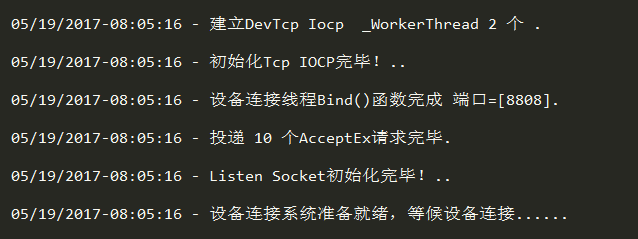 05/19/2017-08:05:16 - 建立DevTcp Iocp  _WorkerThread 2 个 .
05/19/2017-08:05:16 - 初始化Tcp IOCP完毕！..
05/19/2017-08:05:16 - 设备连接线程Bind()函数完成 端口=[8808].
05/19/2017-08:05:16 - 投递 10 个AcceptEx请求完毕.
05/19/2017-08:05:16 - Listen Socket初始化完毕！..
05/19/2017-08:05:16 - 设备连接系统准备就绪，等候设备连接......